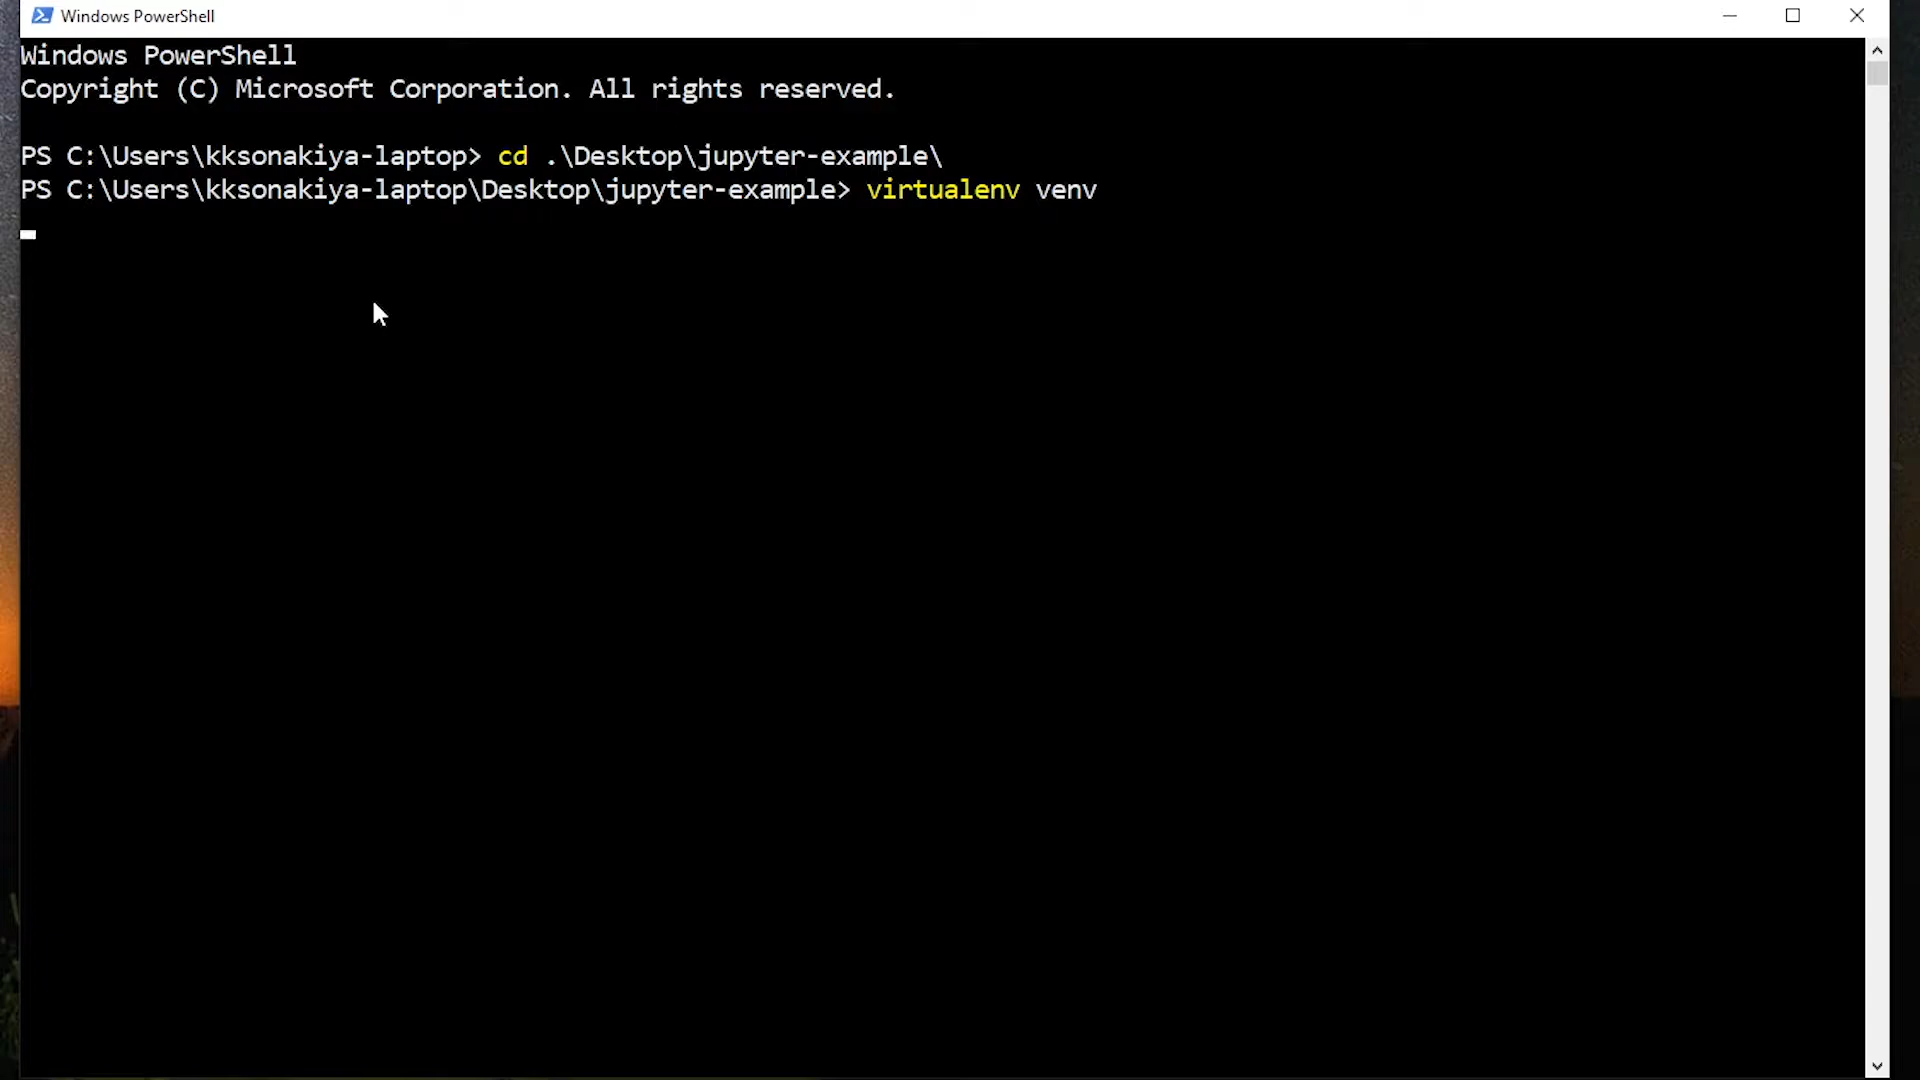 Windows PowerShell
Windows PowerShell
Copyright (C) Microsoft Corporation. All rights reserved.
PS C:\Users\kksonakiya-laptop> cd .\Desktop\jupyter-example\
PS C:\Users\kksonakiya-laptop\Desktop\jupyter-example> virtualenv venv